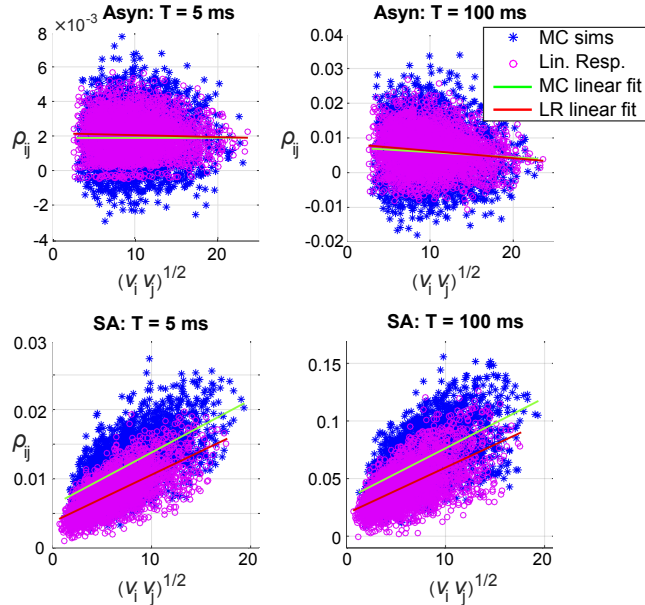 Asyn: T = 5 ms
×10⁻³
8
6
4
2
0
-2
-4
0
10
20
ρij
(νi νj)^1/2
Asyn: T = 100 ms
0.04
0.03
0.02
0.01
0
-0.01
-0.02
0
10
20
ρij
(νi νj)^1/2
MC sims
Lin. Resp.
MC linear fit
LR linear fit
SA: T = 5 ms
0.03
0.02
0.01
0
0
10
20
ρij
(νi νj)^1/2
SA: T = 100 ms
0.15
0.1
0.05
0
0
10
20
ρij
(νi νj)^1/2